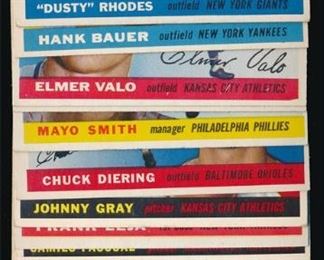 "DUSTY" RHODES outfield NEW YORK GIANTS
HANK BAUER outfield NEW YORK YANKEES
Elmer Valo
ELMER VALO outfield KANSAS CITY ATHLETICS
MAYO SMITH manager PHILADELPHIA PHILLIES
CHUCK DIERING outfield BALTIMORE ORIOLES
JOHNNY GRAY pitcher KANSAS CITY ATHLETICS
FRANK